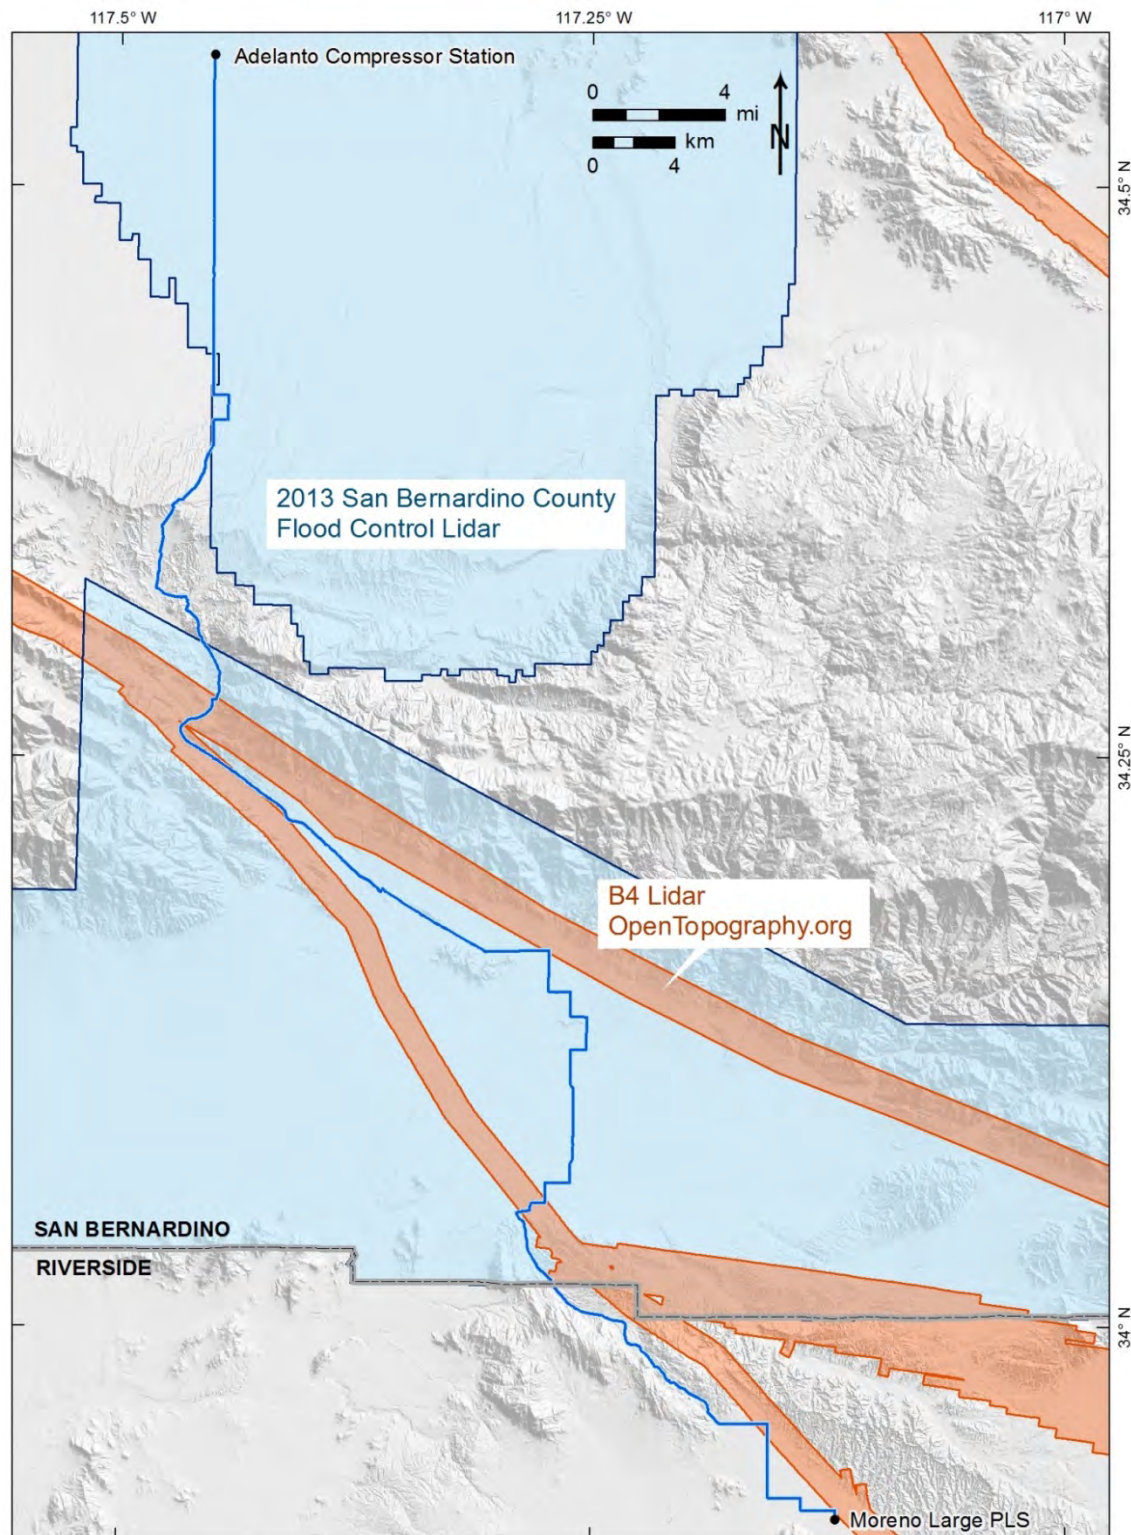 117.5° W
117.25° W
117° W
Adelanto Compressor Station
0 4
mi
km
0 4
N
34.5° N
2013 San Bernardino County
Flood Control Lidar
34.25° N
B4 Lidar
OpenTopography.org
SAN BERNARDINO
RIVERSIDE
34° N
Moreno Large PLS